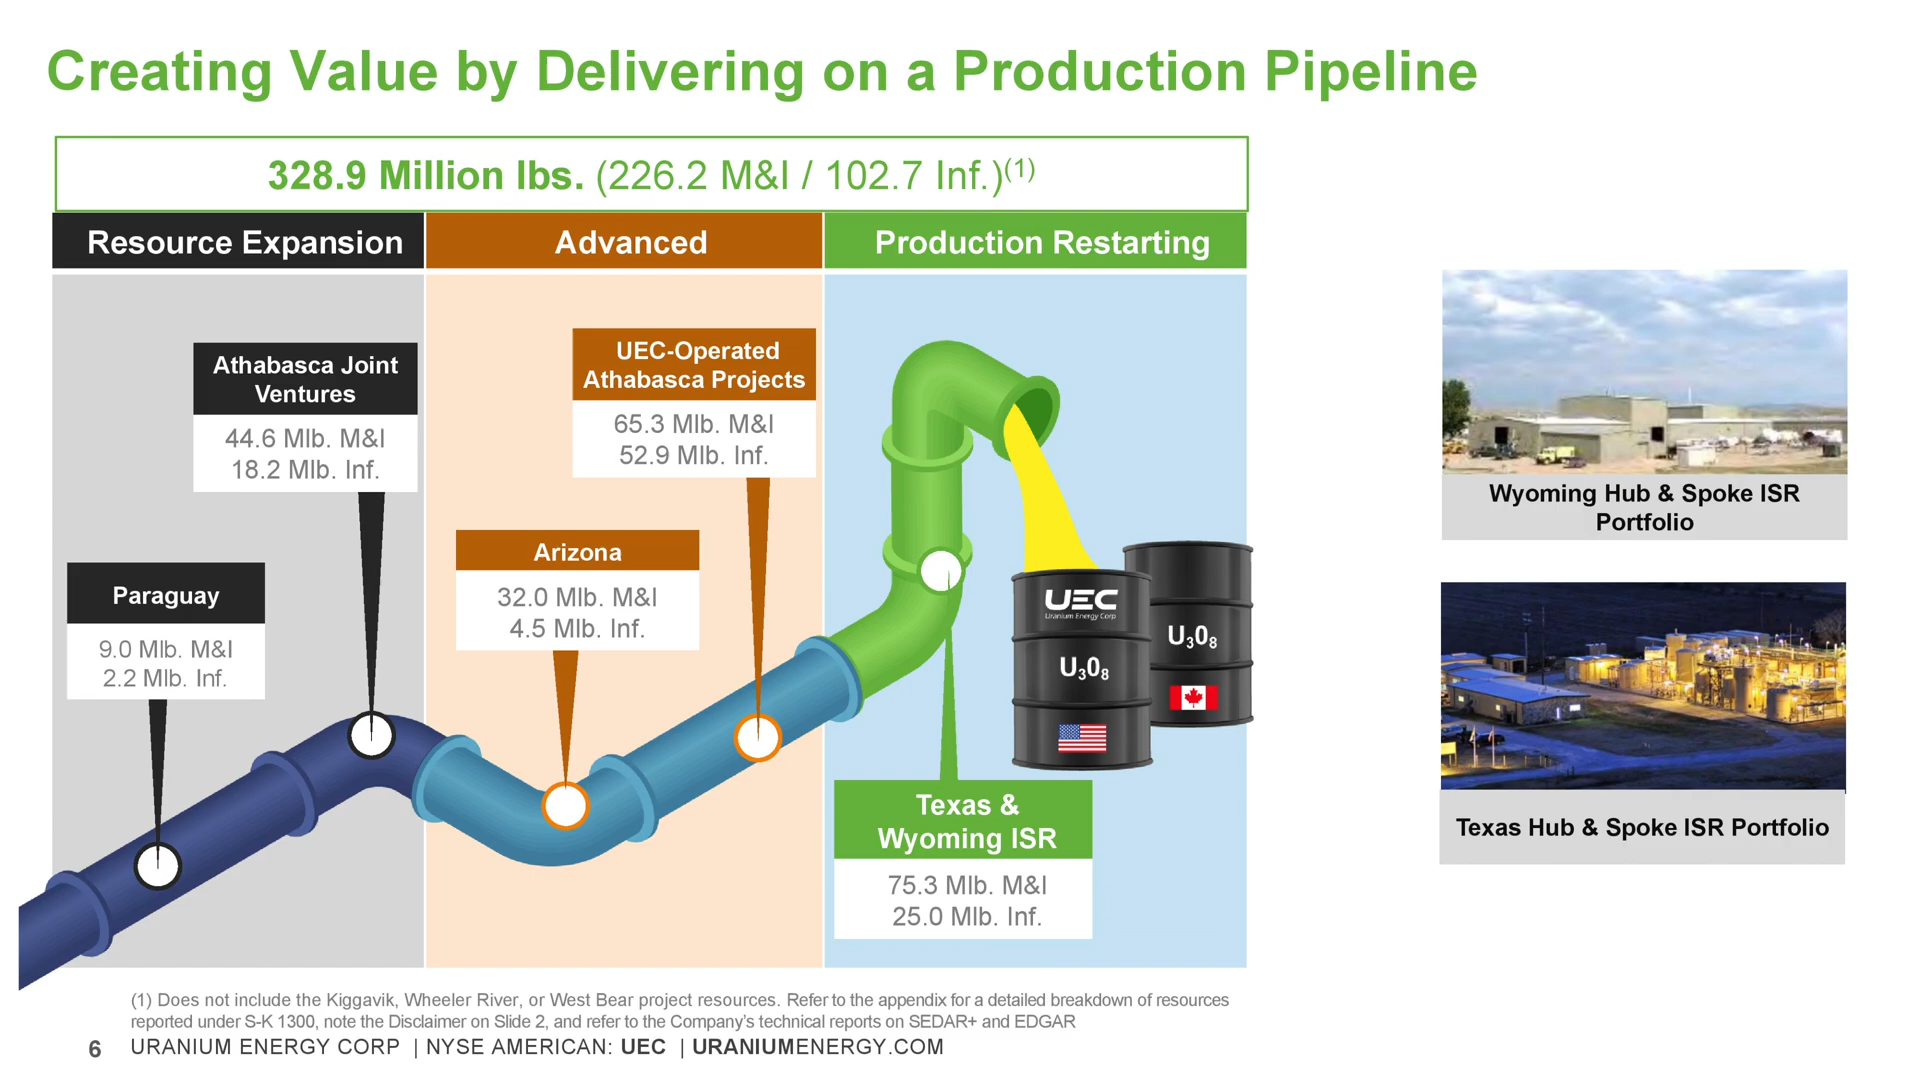 Creating Value by Delivering on a Production Pipeline
328.9 Million lbs. (226.2 M&I / 102.7 Inf.)(1)
Resource Expansion
Advanced
Production Restarting
Athabasca Joint
Ventures
44.6 Mlb. M&I
18.2 Mlb. Inf.
UEC-Operated
Athabasca Projects
65.3 Mlb. M&I
52.9 Mlb. Inf.
Arizona
32.0 Mlb. M&I
4.5 Mlb. Inf.
Paraguay
9.0 Mlb. M&I
2.2 Mlb. Inf.
UEC
Uranium Energy Corp
U₃0₈
U₃0₈
Texas &
Wyoming ISR
75.3 Mlb. M&I
25.0 Mlb. Inf.
Wyoming Hub & Spoke ISR
Portfolio
Texas Hub & Spoke ISR Portfolio
(1) Does not include the Kiggavik, Wheeler River, or West Bear project resources. Refer to the appendix for a detailed breakdown of resources
reported under S-K 1300, note the Disclaimer on Slide 2, and refer to the Company’s technical reports on SEDAR+ and EDGAR
6 URANIUM ENERGY CORP | NYSE AMERICAN: UEC | URANIUMENERGY.COM